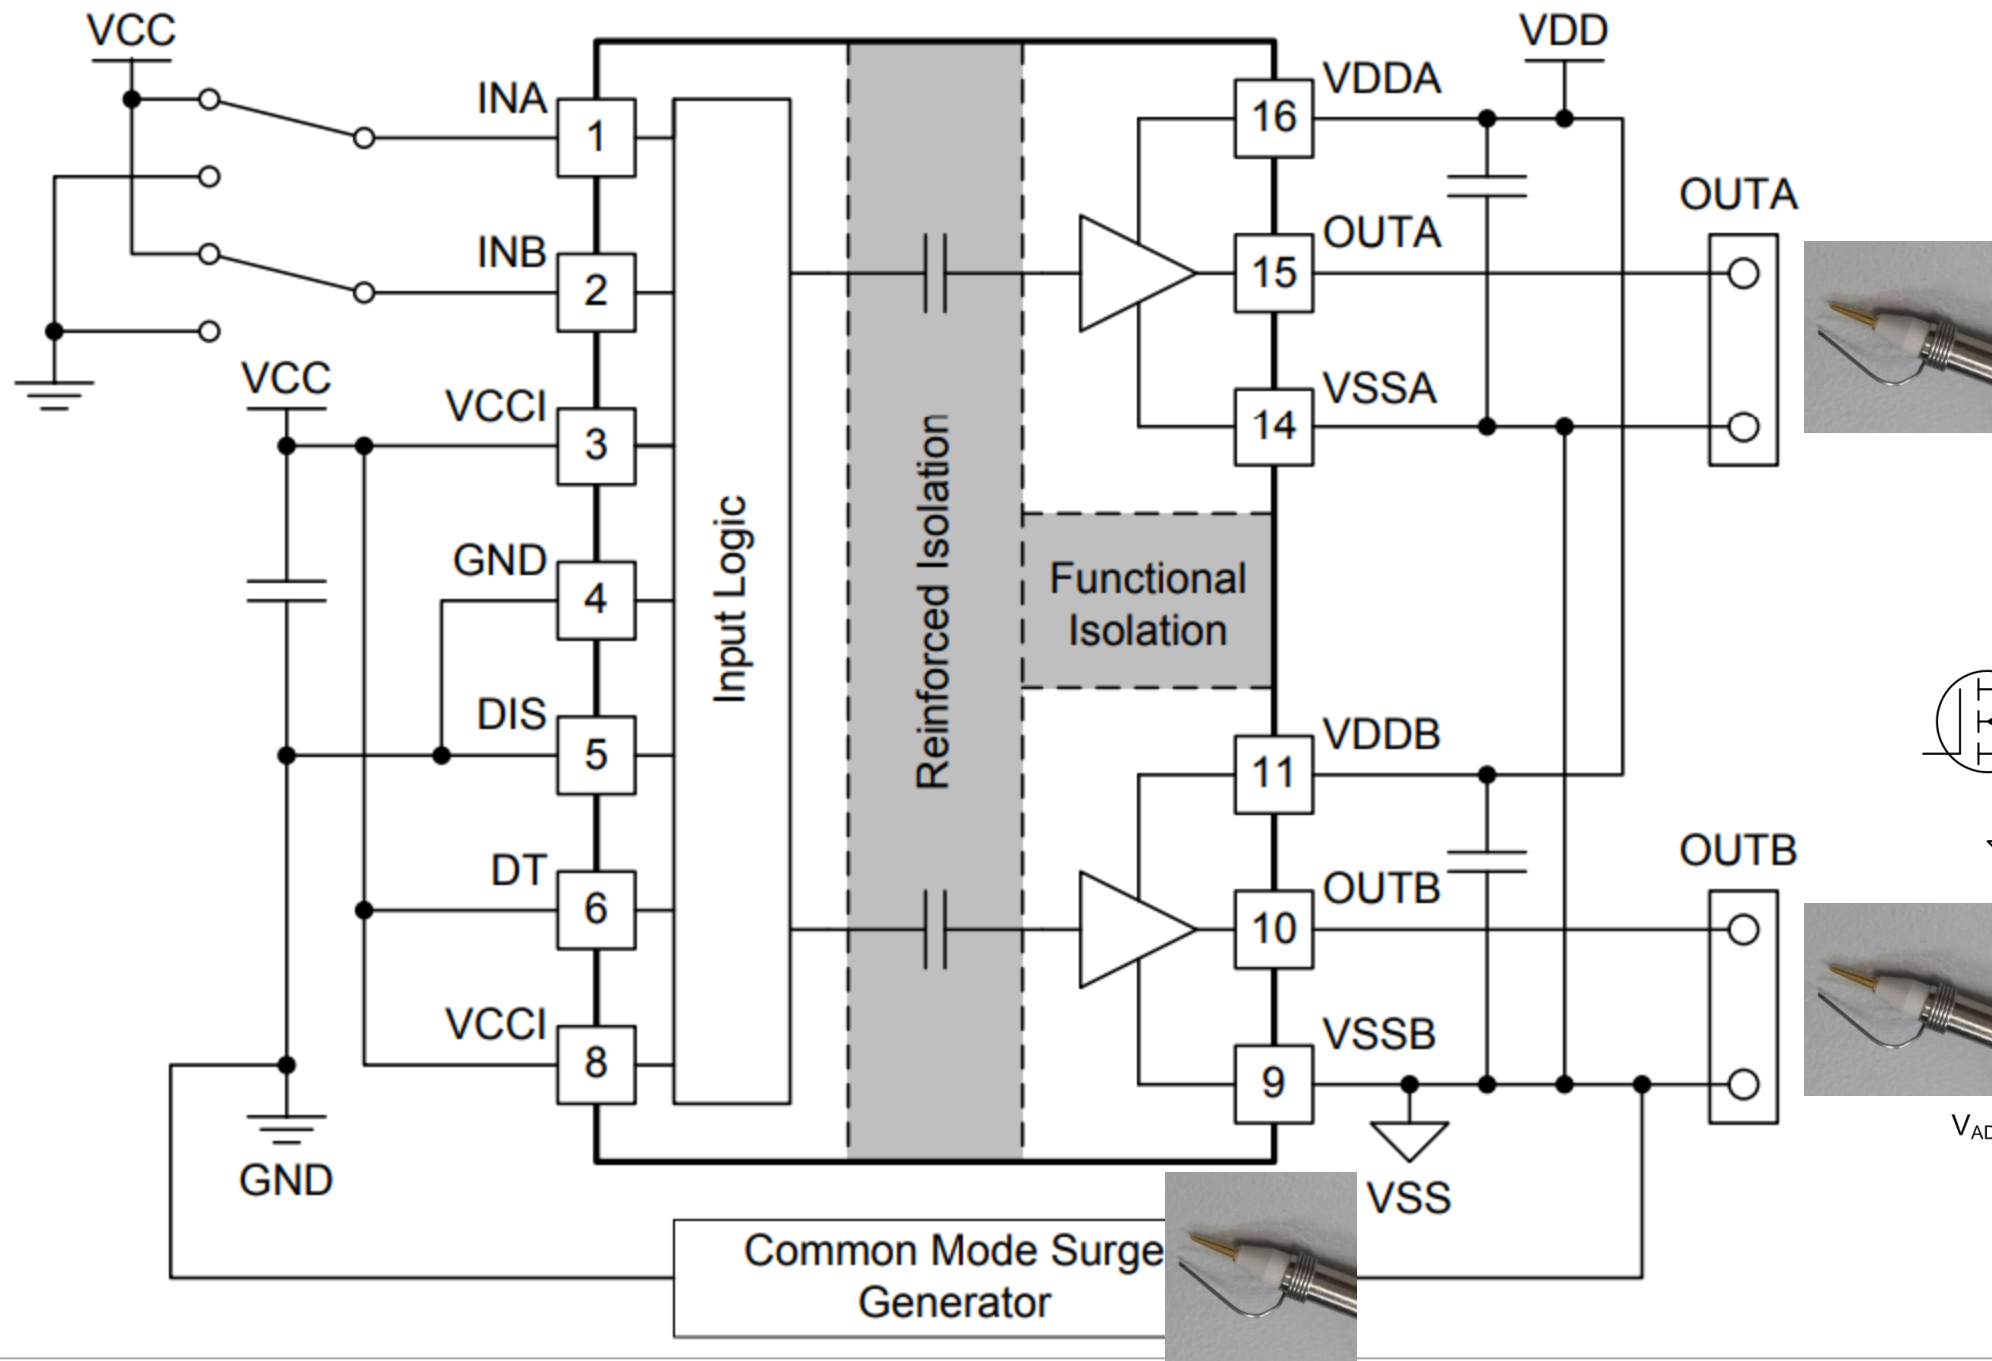 VCC
VDD
INA
1
16
VDDA
OUTA
INB
2
15
OUTA
VCC
VCCI
3
14
VSSA
GND
4
Input Logic
Reinforced Isolation
Functional
Isolation
DIS
5
11
VDDB
DT
6
10
OUTB
OUTB
VCCI
8
9
VSSB
GND
VSS
V
Common Mode Surge
Generator